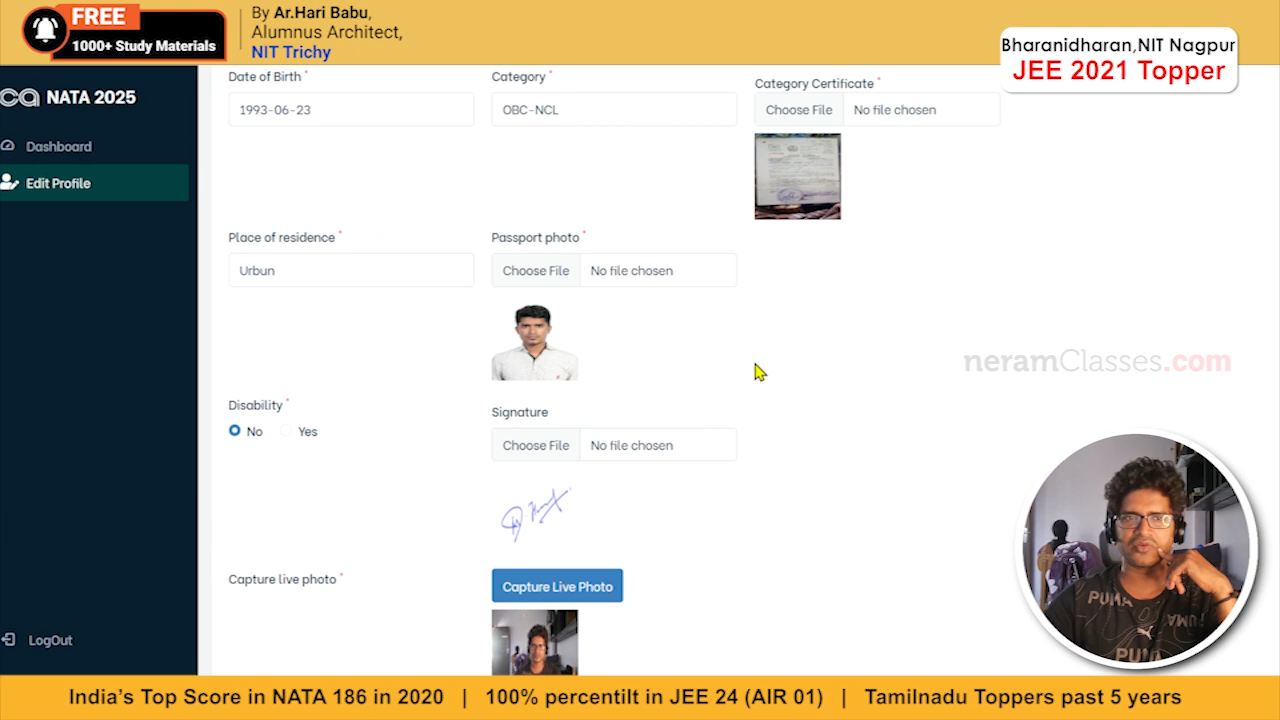 FREE
1000+ Study Materials
By Ar.Hari Babu,
Alumnus Architect,
NIT Trichy
Bharanidharan,NIT Nagpur
JEE 2021 Topper
ca NATA 2025
Dashboard
Edit Profile
LogOut
Date of Birth *
1993-06-23
Category *
OBC-NCL
Category Certificate *
Choose File No file chosen
Place of residence *
Urbun
Passport photo *
Choose File No file chosen
Disability *
No Yes
Signature
Choose File No file chosen
Capture live photo *
Capture Live Photo
neramClasses.com
PUMA
PUMA
India's Top Score in NATA 186 in 2020 | 100% percentilt in JEE 24 (AIR 01) | Tamilnadu Toppers past 5 years